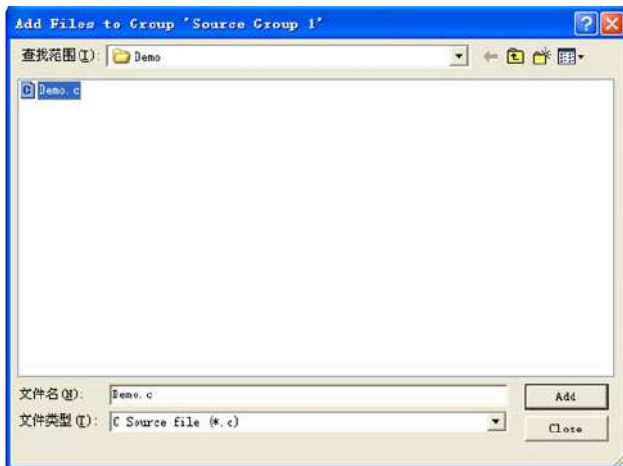 Add Files to Group 'Source Group 1'
查找范围(I): Demo
Demo.c
文件名(N): Demo.c Add
文件类型(T): C Source file (*.c) Close